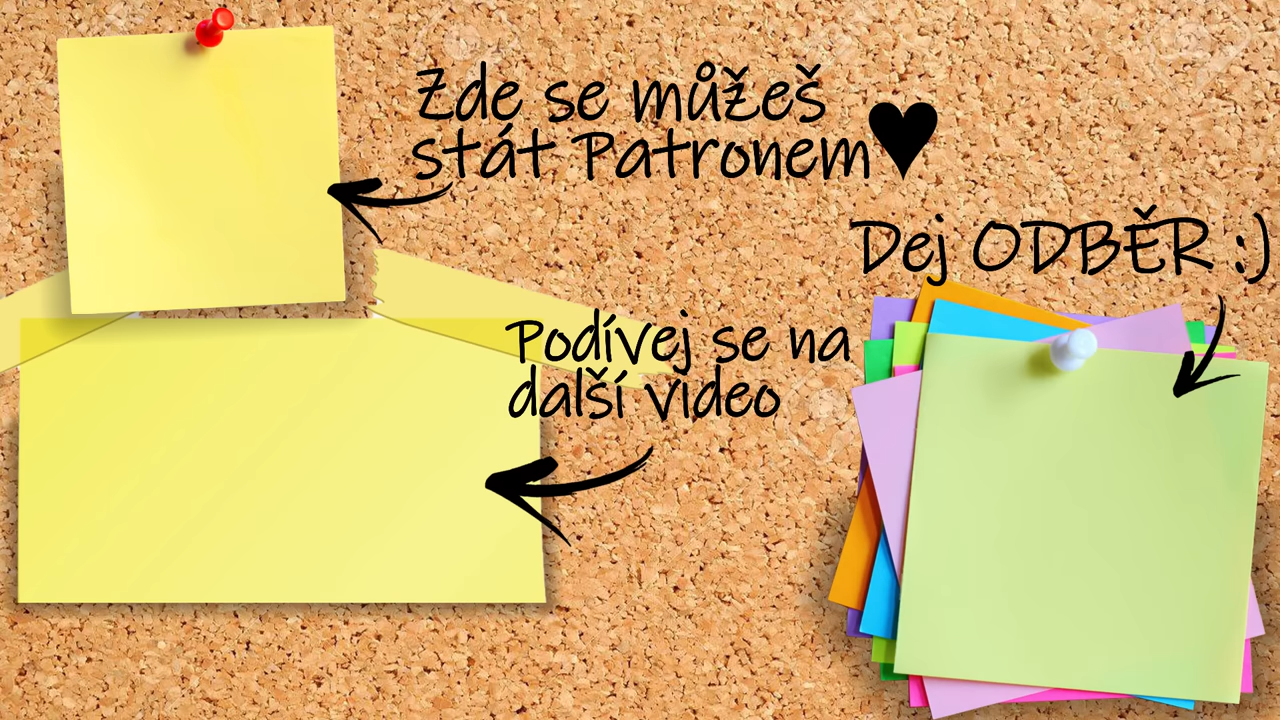 Zde se můžeš
stát Patronem♥
Dej ODBĚR :)
Podívej se na
další video